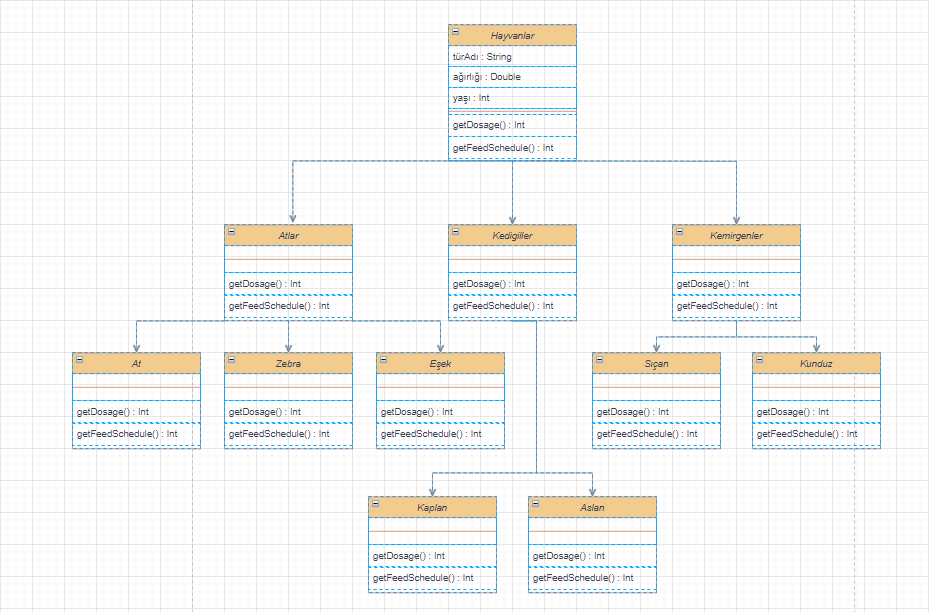 Hayvanlar
türAdı : String
ağırlığı : Double
yaşı : Int
getDosage() : Int
getFeedSchedule() : Int
Atlar
getDosage() : Int
getFeedSchedule() : Int
Kedigiller
getDosage() : Int
getFeedSchedule() : Int
Kemirgenler
getDosage() : Int
getFeedSchedule() : Int
At
getDosage() : Int
getFeedSchedule() : Int
Zebra
getDosage() : Int
getFeedSchedule() : Int
Eşek
getDosage() : Int
getFeedSchedule() : Int
Sıçan
getDosage() : Int
getFeedSchedule() : Int
Kunduz
getDosage() : Int
getFeedSchedule() : Int
Kaplan
getDosage() : Int
getFeedSchedule() : Int
Aslan
getDosage() : Int
getFeedSchedule() : Int